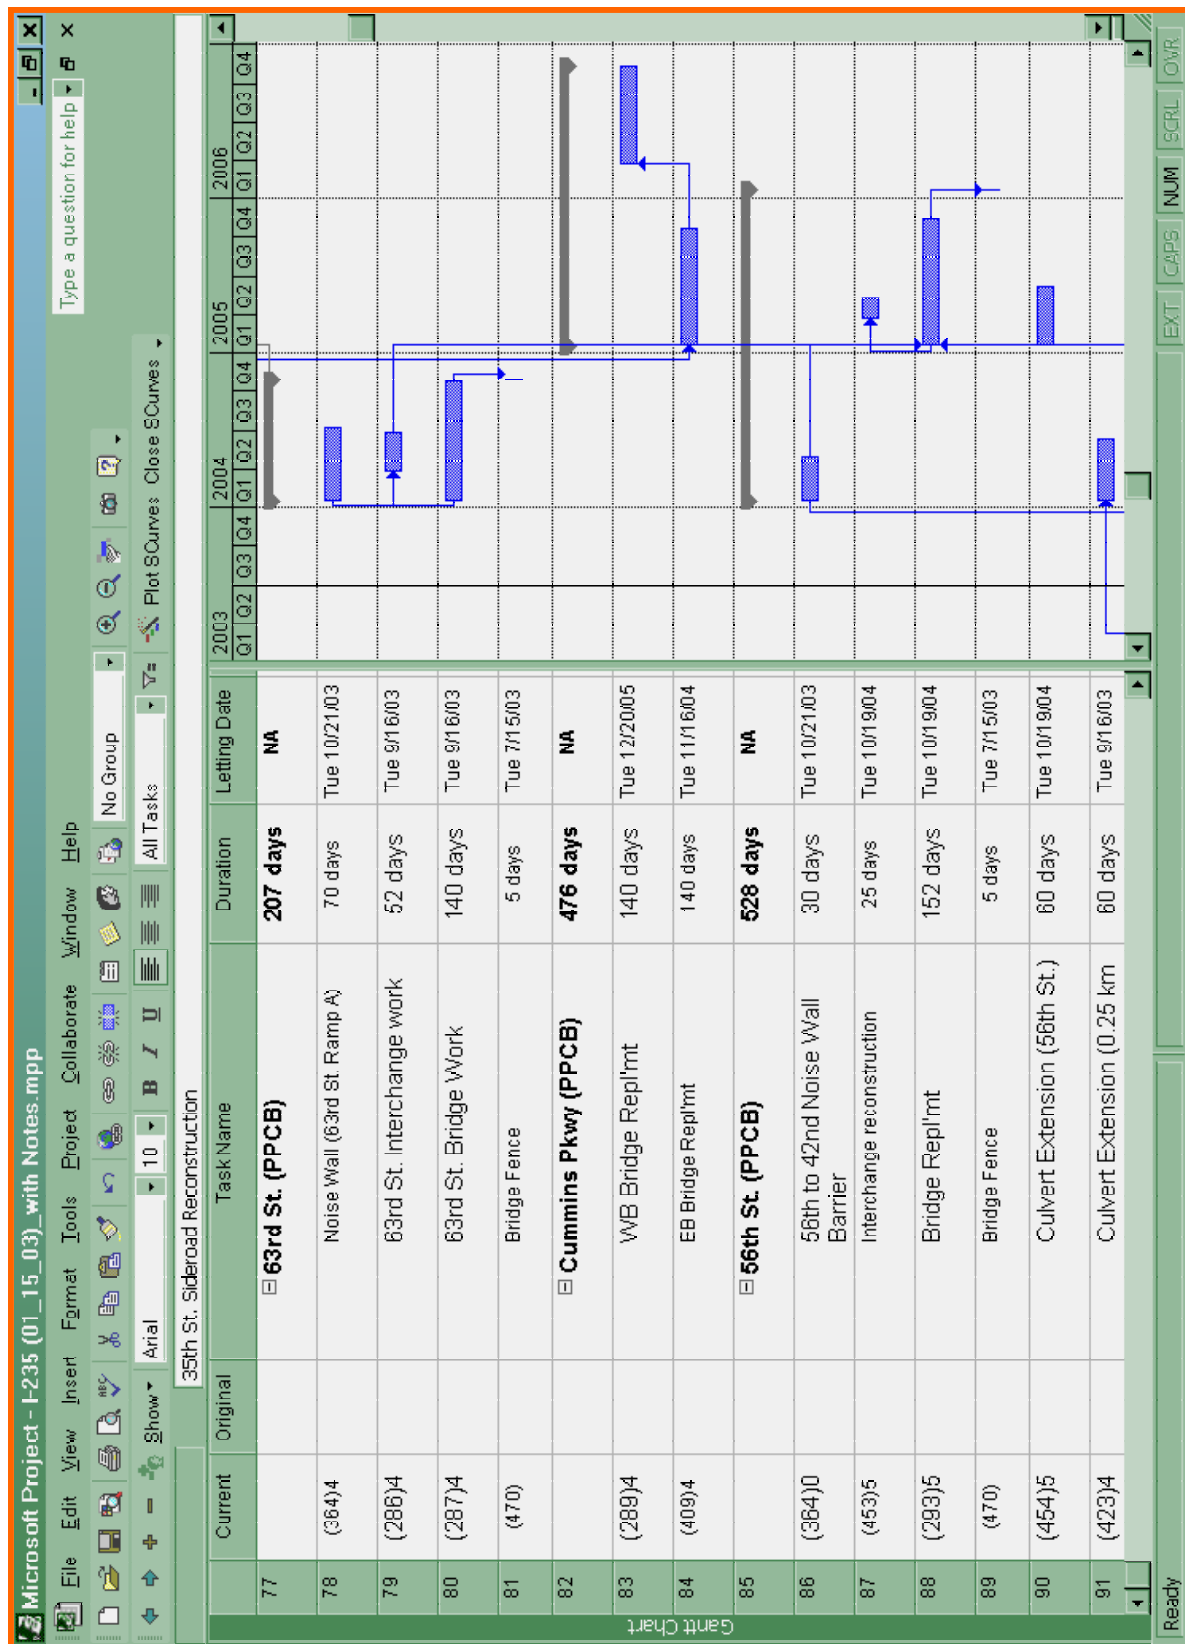 Microsoft Project - I-235 (01_15_03)_with Notes.mpp
File Edit View Insert Format Tools Project Collaborate Window Help
Type a question for help
No Group
Show
Arial
10
B I U
All Tasks
Plot SCurves Close SCurves
35th St. Sideroad Reconstruction
Current Original Task Name Duration Letting Date
2003 2004 2005 2006
Q1 Q2 Q3 Q4 Q1 Q2 Q3 Q4 Q1 Q2 Q3 Q4 Q1 Q2 Q3 Q4
77 63rd St. (PPCB) 207 days NA
78 (364)4 Noise Wall (63rd St. Ramp A) 70 days Tue 10/21/03
79 (286)4 63rd St. Interchange work 52 days Tue 9/16/03
80 (287)4 63rd St. Bridge Work 140 days Tue 9/16/03
81 (470) Bridge Fence 5 days Tue 7/15/03
82 Cummins Pkwy (PPCB) 476 days NA
83 (289)4 WB Bridge Repl'mt 140 days Tue 12/20/05
84 (409)4 EB Bridge Repl'mt 140 days Tue 11/16/04
85 56th St. (PPCB) 528 days NA
86 (364)0 56th to 42nd Noise Wall
Barrier 30 days Tue 10/21/03
87 (453)5 Interchange reconstruction 25 days Tue 10/19/04
88 (293)5 Bridge Repl'mt 152 days Tue 10/19/04
89 (470) Bridge Fence 5 days Tue 7/15/03
90 (454)5 Culvert Extension (56th St.) 60 days Tue 10/19/04
91 (423)4 Culvert Extension (0.25 km 60 days Tue 9/16/03
Gantt Chart
Ready
EXT CAPS NUM SCRL OVR